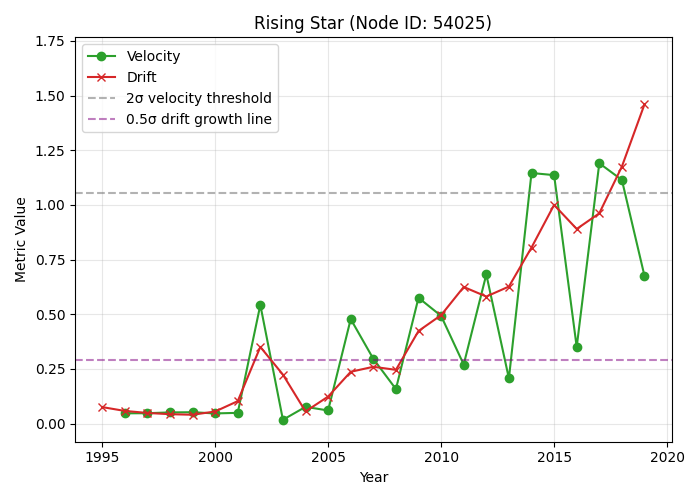 Rising Star (Node ID: 54025)
Velocity
Drift
2σ velocity threshold
0.5σ drift growth line
Metric Value
1.75
1.50
1.25
1.00
0.75
0.50
0.25
0.00
1995 2000 2005 2010 2015 2020
Year